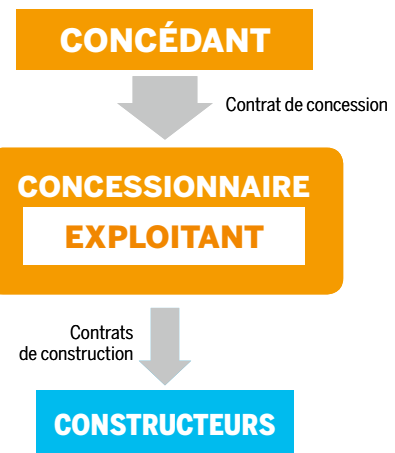 CONCÉDANT
Contrat de concession
CONCESSIONNAIRE
EXPLOITANT
Contrats
de construction
CONSTRUCTEURS